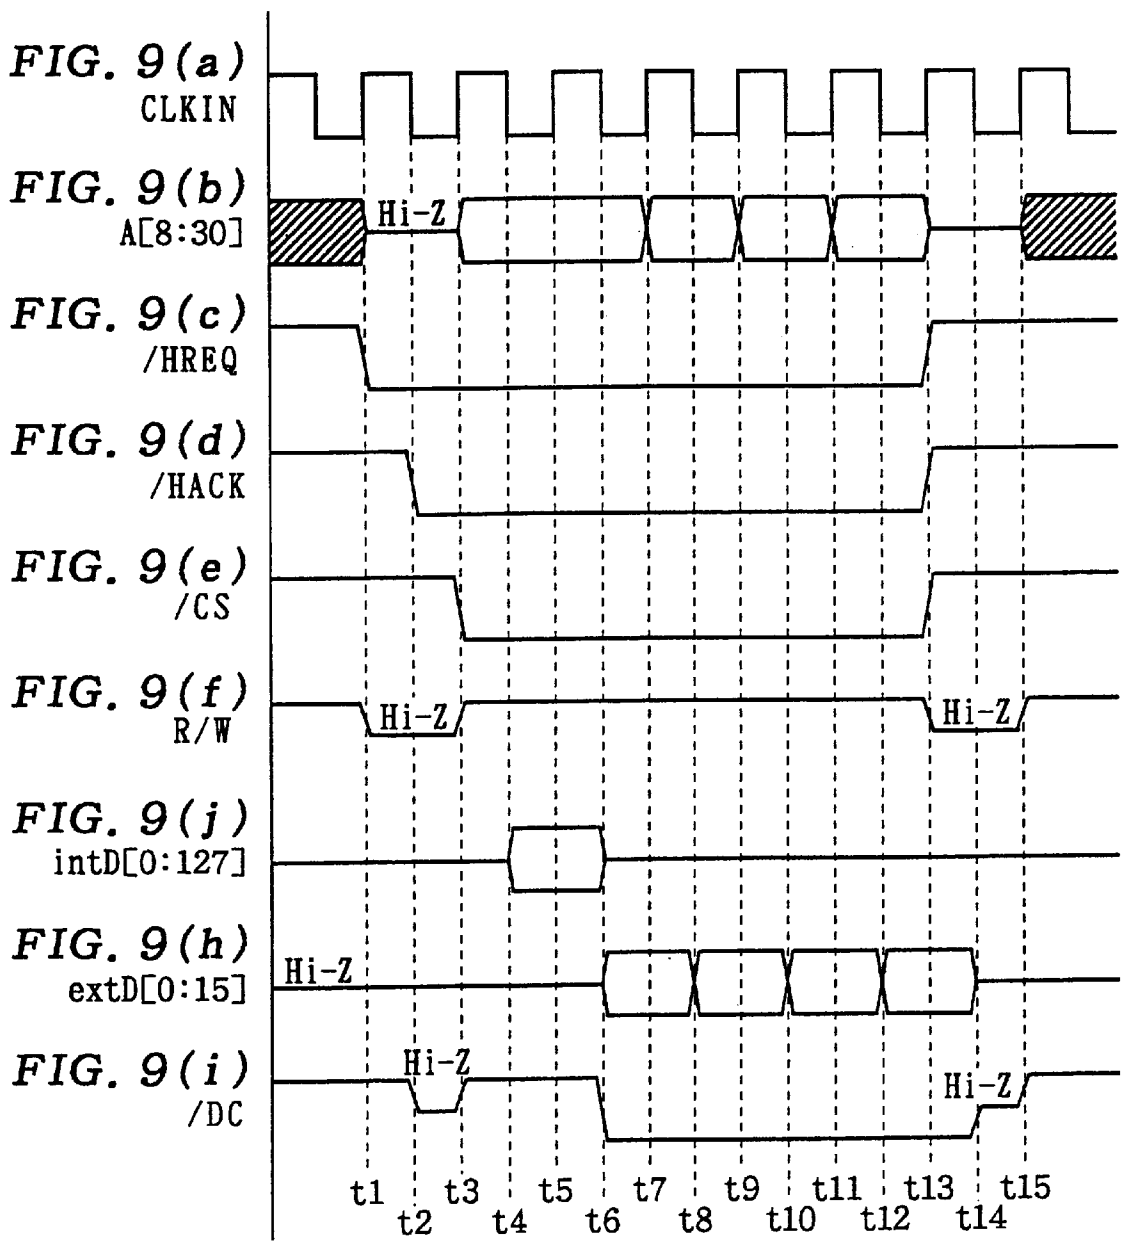 FIG. 9(a)
CLKIN
FIG. 9(b)
A[8:30]
Hi-Z
FIG. 9(c)
/HREQ
FIG. 9(d)
/HACK
FIG. 9(e)
/CS
FIG. 9(f)
R/W
Hi-Z
Hi-Z
FIG. 9(j)
intD[0:127]
FIG. 9(h)
extD[0:15]
Hi-Z
FIG. 9(i)
/DC
Hi-Z
Hi-Z
t1 t3 t5 t7 t9 t11 t13 t15
t2 t4 t6 t8 t10 t12 t14